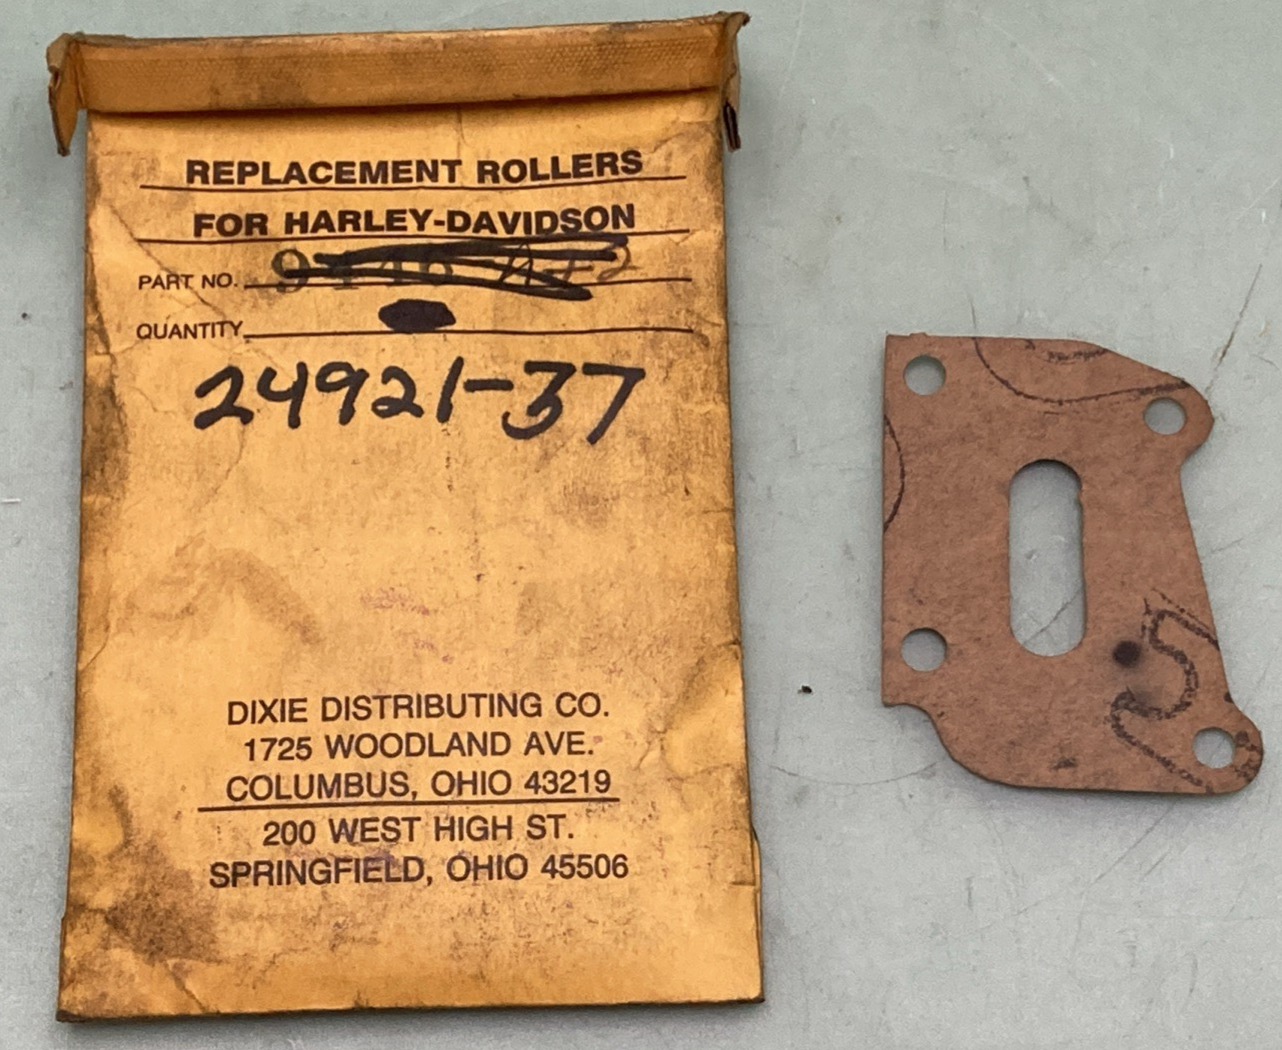 REPLACEMENT ROLLERS
FOR HARLEY-DAVIDSON
PART NO.
QUANTITY
24921-37
DIXIE DISTRIBUTING CO.
1725 WOODLAND AVE.
COLUMBUS, OHIO 43219
200 WEST HIGH ST.
SPRINGFIELD, OHIO 45506